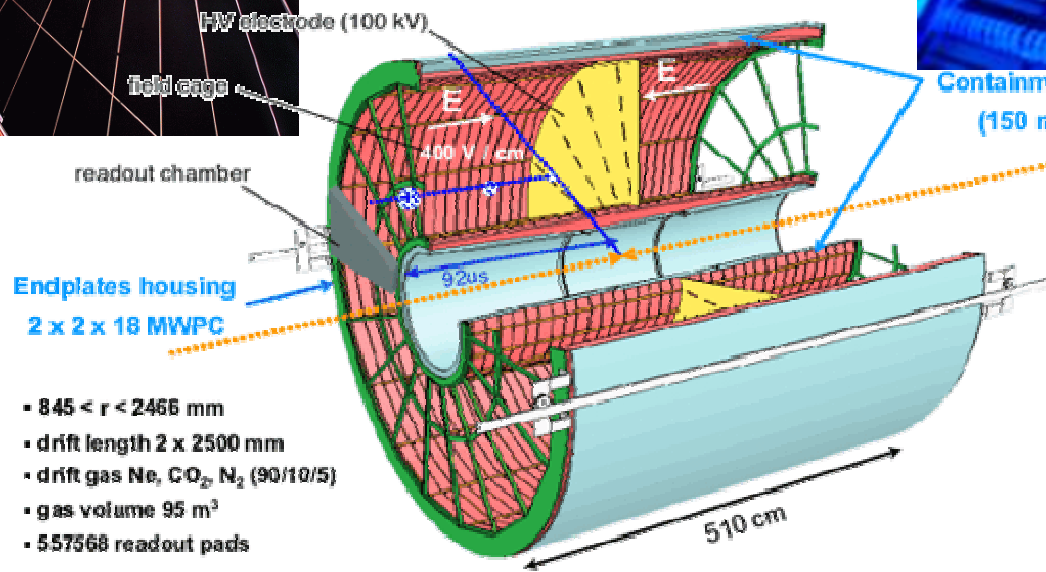 HV electrode (100 kV)
field cage
E
E
400 V / cm
readout chamber
92us
Endplates housing
2 x 2 x 18 MWPC
(150
510 cm
▪ 845 < r < 2466 mm
▪ drift length 2 x 2500 mm
▪ drift gas Ne, CO₂, N₂ (90/10/5)
▪ gas volume 95 m³
▪ 557568 readout pads